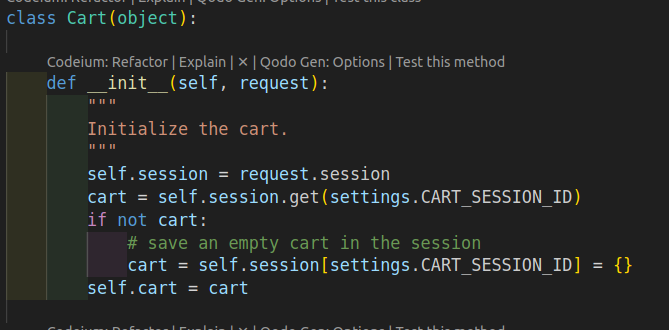 Codeium: Refactor | Explain | ✕ | Qodo Gen: Options | Test this class
class Cart(object):
Codeium: Refactor | Explain | ✕ | Qodo Gen: Options | Test this method
def __init__(self, request):
"""
Initialize the cart.
"""
self.session = request.session
cart = self.session.get(settings.CART_SESSION_ID)
if not cart:
# save an empty cart in the session
cart = self.session[settings.CART_SESSION_ID] = {}
self.cart = cart
Codeium: Refactor | Explain | ✕ | Qodo Gen: Options | Test this method